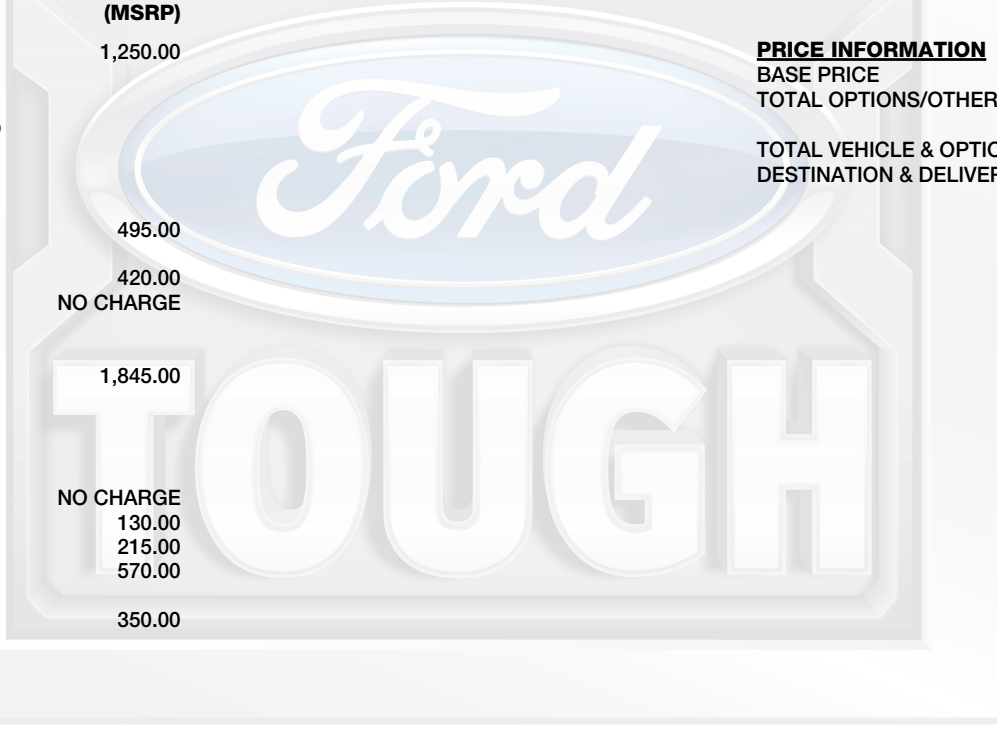 (MSRP)
1,250.00
495.00
420.00
NO CHARGE
1,845.00
NO CHARGE
130.00
215.00
570.00
350.00
PRICE INFORMATION
BASE PRICE
TOTAL OPTIONS/OTHER
TOTAL VEHICLE & OPTIO
DESTINATION & DELIVER
Ford
TOUGH